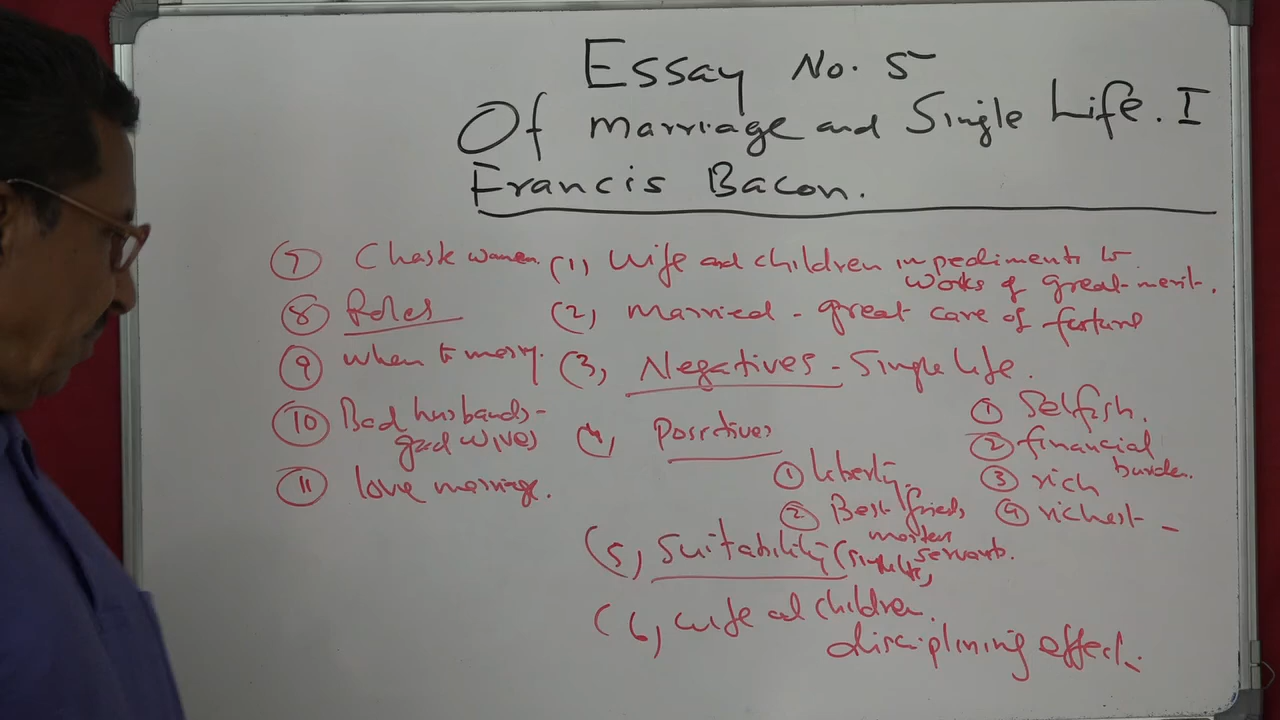 Essay No. 5
Of Marriage and Single Life. I
Francis Bacon.
(1) Wife and children impediments to
works of great merit.
(2) Married - great care of fortune
(3) Negatives - Single life.
① Selfish.
② financial
burden.
③ rich
④ richest -
(4) Positives
① liberty.
② Best friends,
masters
servants.
(5) Suitability (single life)
(6) Wife and children.
disciplining effect.
⑦ Chaste women.
⑧ Roles
⑨ when to marry.
⑩ Bad husbands -
good wives
⑪ love marriage.